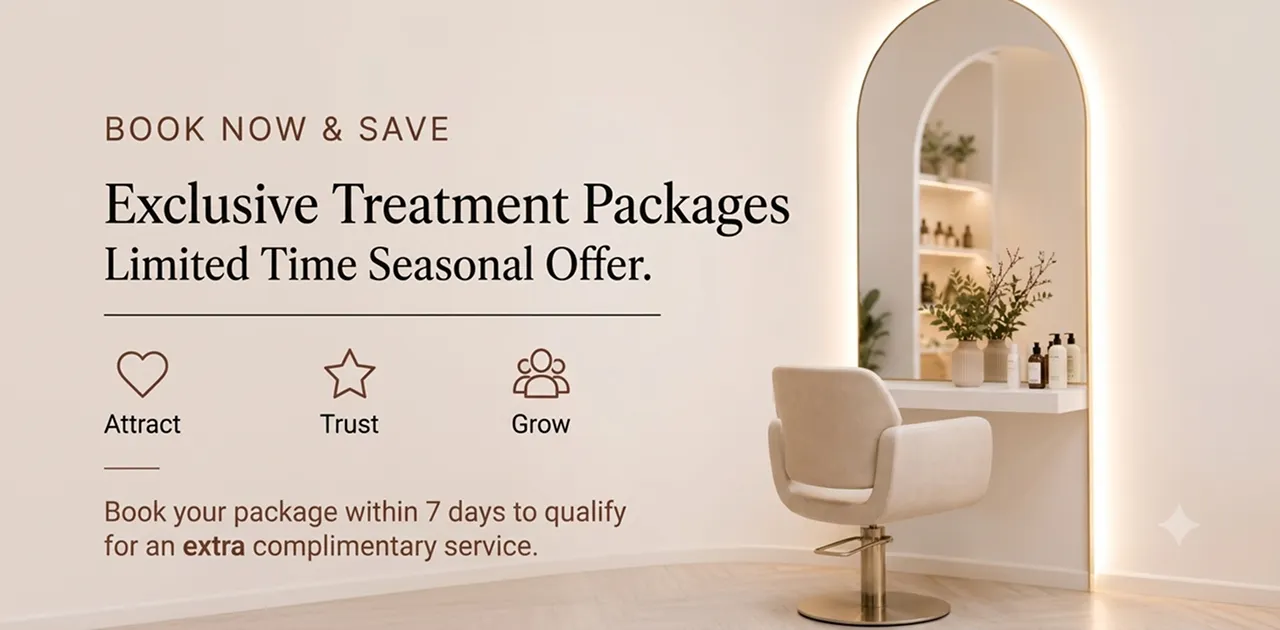 BOOK NOW & SAVE
Exclusive Treatment Packages
Limited Time Seasonal Offer.
Attract
Trust
Grow
Book your package within 7 days to qualify
for an extra complimentary service.